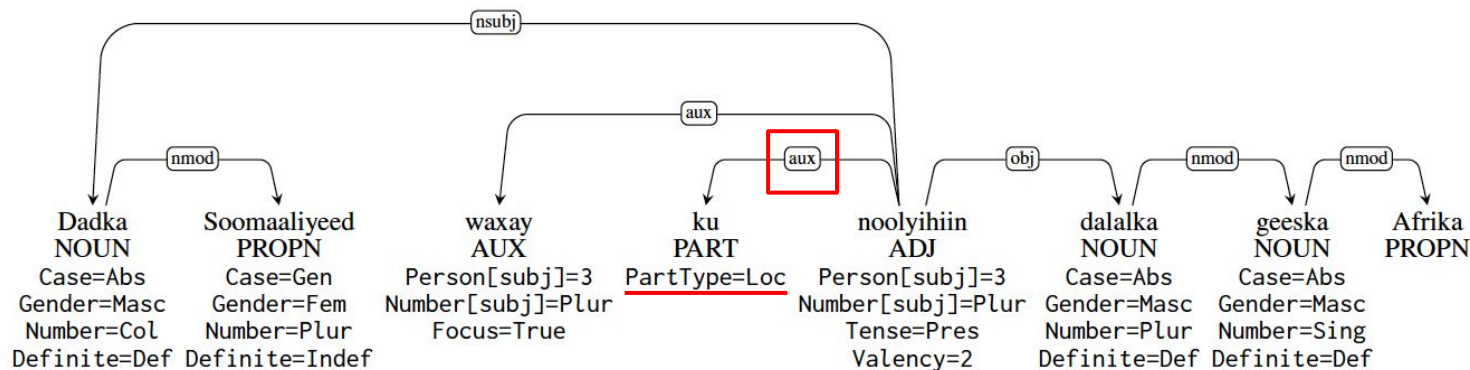 nsubj
aux
nmod aux obj nmod nmod
Dadka Soomaaliyeed waxay ku noolyihiin dalalka geeska Afrika
NOUN PROPN AUX PART ADJ NOUN NOUN PROPN
Case=Abs Case=Gen Person[subj]=3 PartType=Loc Person[subj]=3 Case=Abs Case=Abs
Gender=Masc Gender=Fem Number[subj]=Plur Number[subj]=Plur Gender=Masc Gender=Masc
Number=Col Number=Plur Focus=True Tense=Pres Number=Plur Number=Sing
Definite=Def Definite=Indef Valency=2 Definite=Def Definite=Def